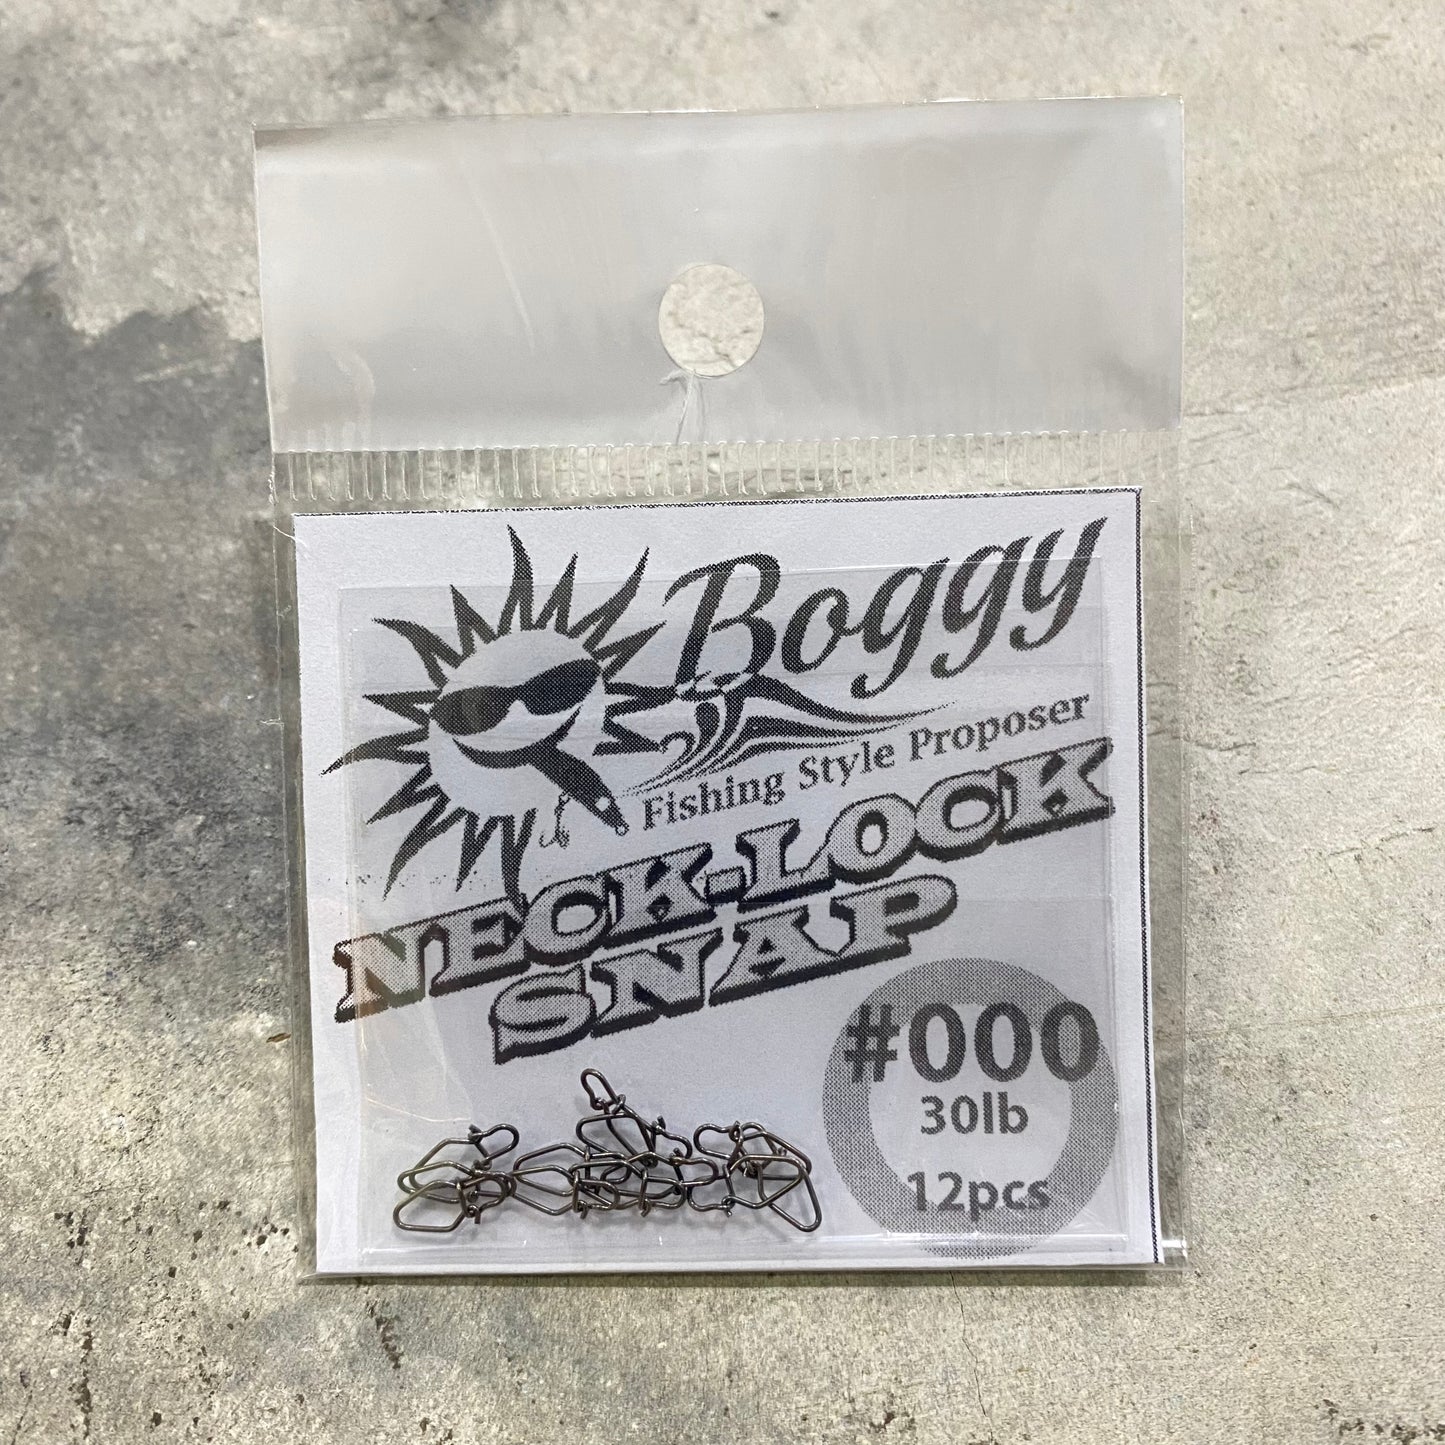 Boggy
Fishing Style Proposer
NECK-LOCK
SNAP
#000
30lb
12pcs